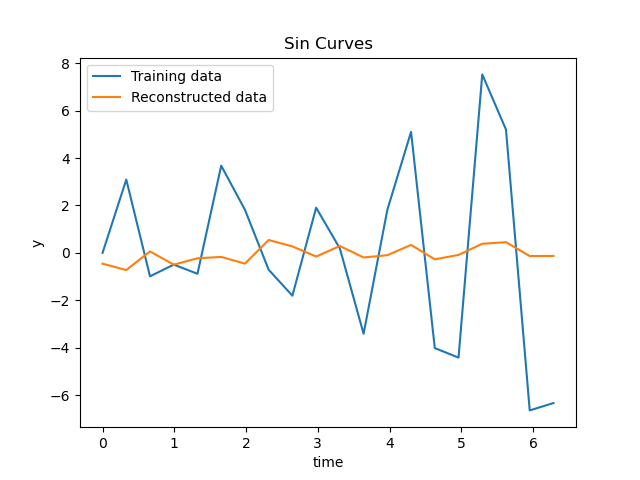 Sin Curves
Training data
Reconstructed data
8
6
4
2
0
−2
−4
−6
y
0 1 2 3 4 5 6
time